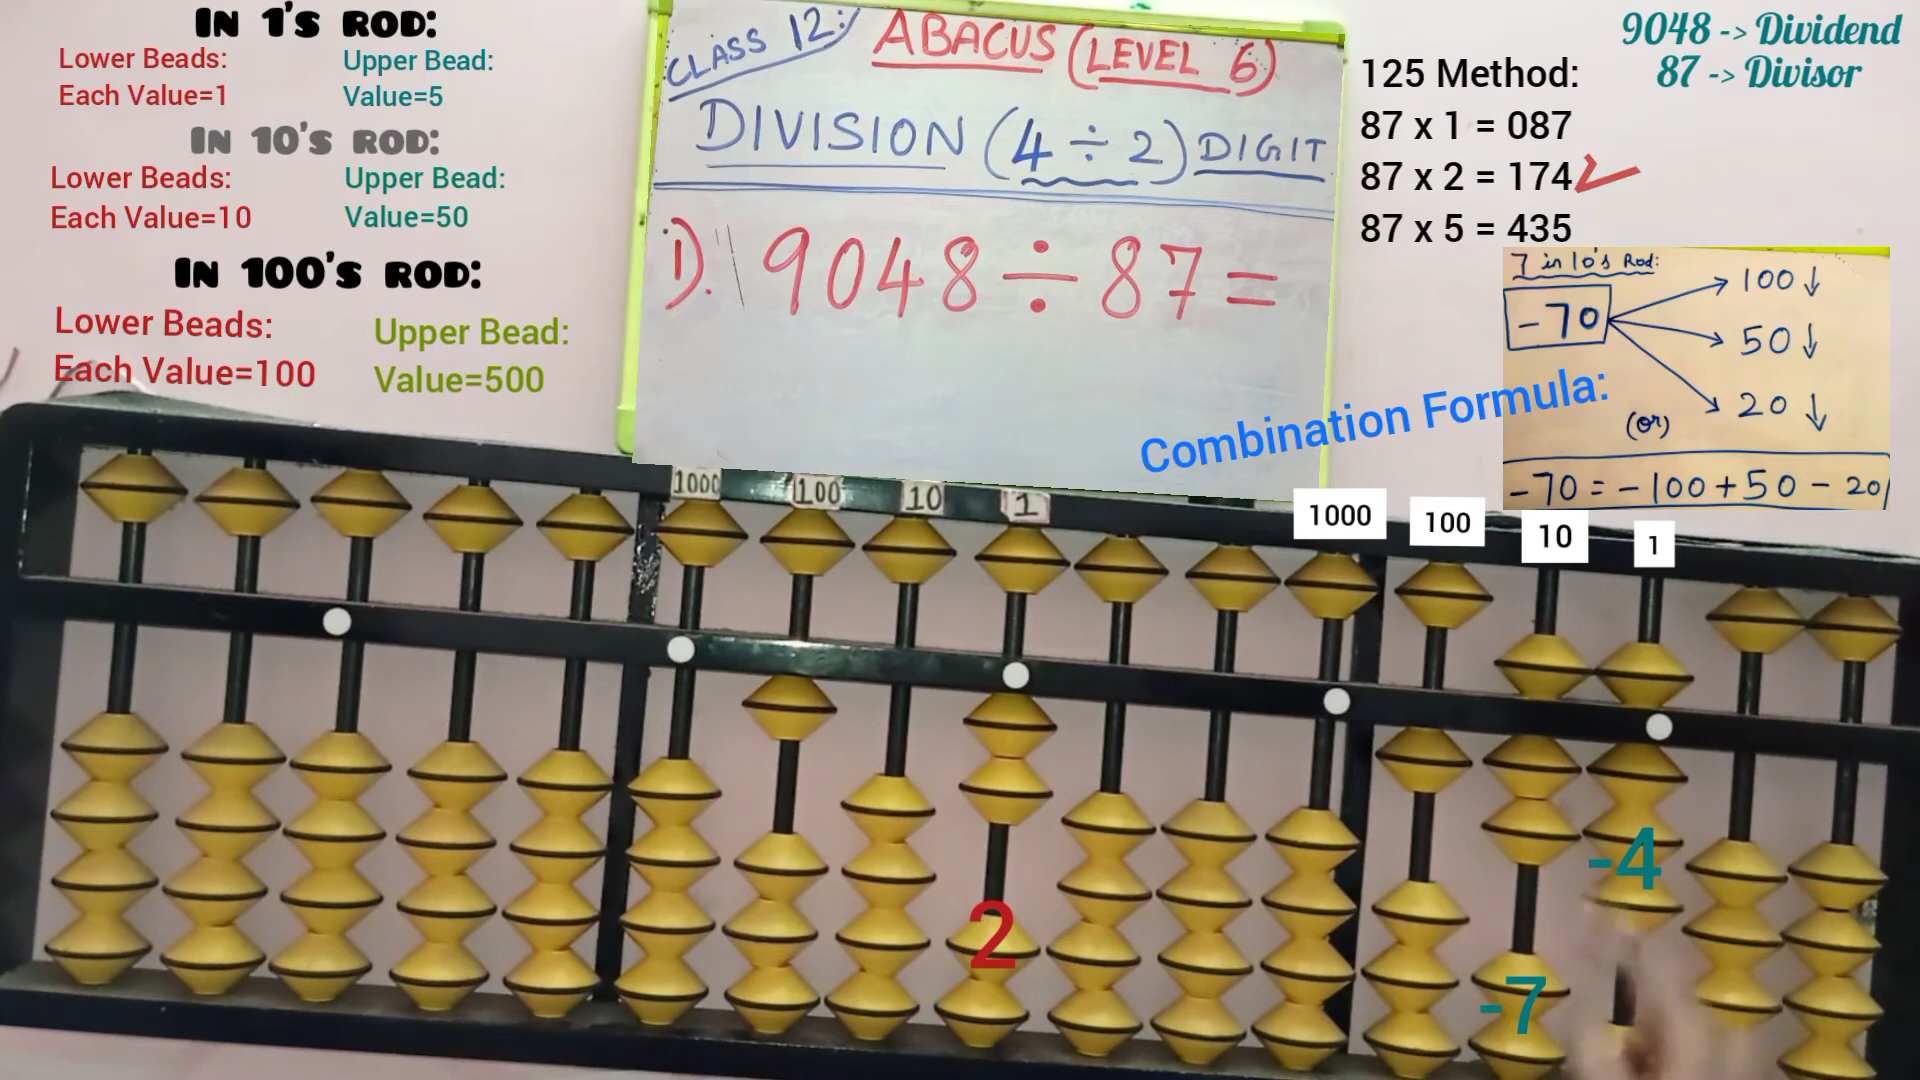 IN 1'S ROD:
Lower Beads:
Each Value=1
Upper Bead:
Value=5
IN 10'S ROD:
Lower Beads:
Each Value=10
Upper Bead:
Value=50
IN 100'S ROD:
Lower Beads:
Each Value=100
Upper Bead:
Value=500
CLASS 12:
ABACUS (LEVEL 6)
DIVISION (4 ÷ 2) DIGIT
1). 9048 ÷ 87 =
9048 -> Dividend
87 -> Divisor
125 Method:
87 x 1 = 087
87 x 2 = 174
87 x 5 = 435
7 in 10's Rod:
-70
100 ↓
50 ↓
20 ↓
(or)
-70 = -100+50-20
Combination Formula:
1000 100 10 1
1000 100 10 1
2
-4
-7